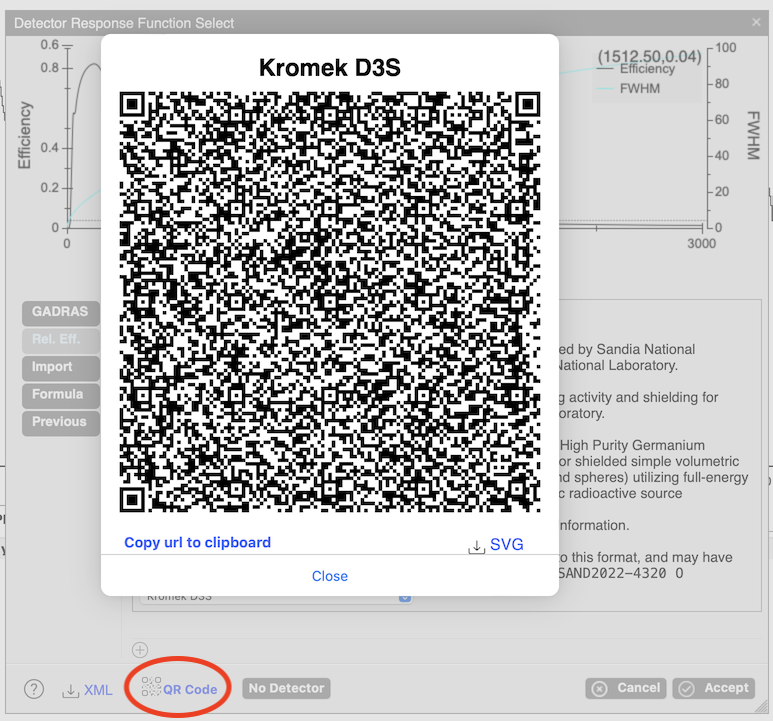 Detector Response Function Select
×
Kromek D3S
0.6
0.8
0.4
0.2
0
0
Efficiency
(1512.50,0.04)
Efficiency
FWHM
100
80
60
40
20
0
3000
FWHM
GADRAS
Rel. Eff.
Import
Formula
Previous
ed by Sandia National
National Laboratory.
g activity and shielding for
oratory.
High Purity Germanium
or shielded simple volumetric
nd spheres) utilizing full-energy
c radioactive source
nformation.
o this format, and may have
SAND2022-4320 O
Copy url to clipboard
SVG
Close
Kromek D3S
?
XML
QR Code
No Detector
Cancel
Accept